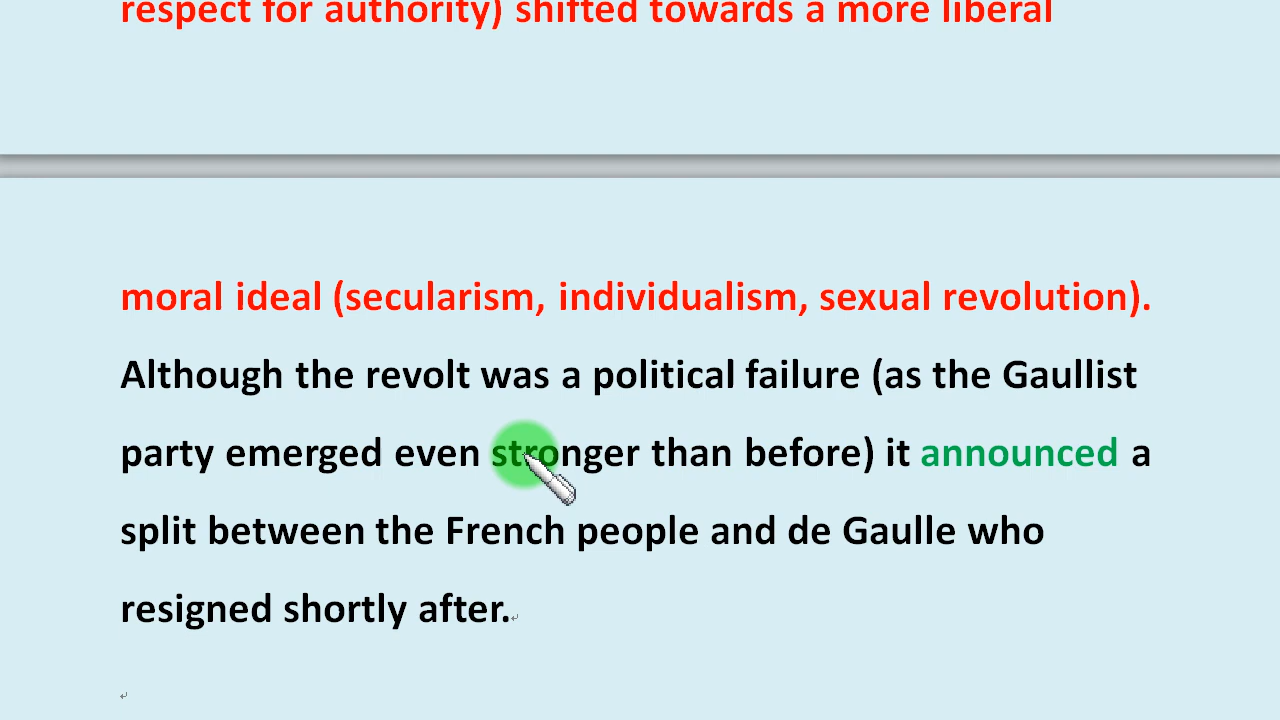 respect for authority) shifted towards a more liberal
moral ideal (secularism, individualism, sexual revolution).
Although the revolt was a political failure (as the Gaullist
party emerged even stronger than before) it announced a
split between the French people and de Gaulle who
resigned shortly after.